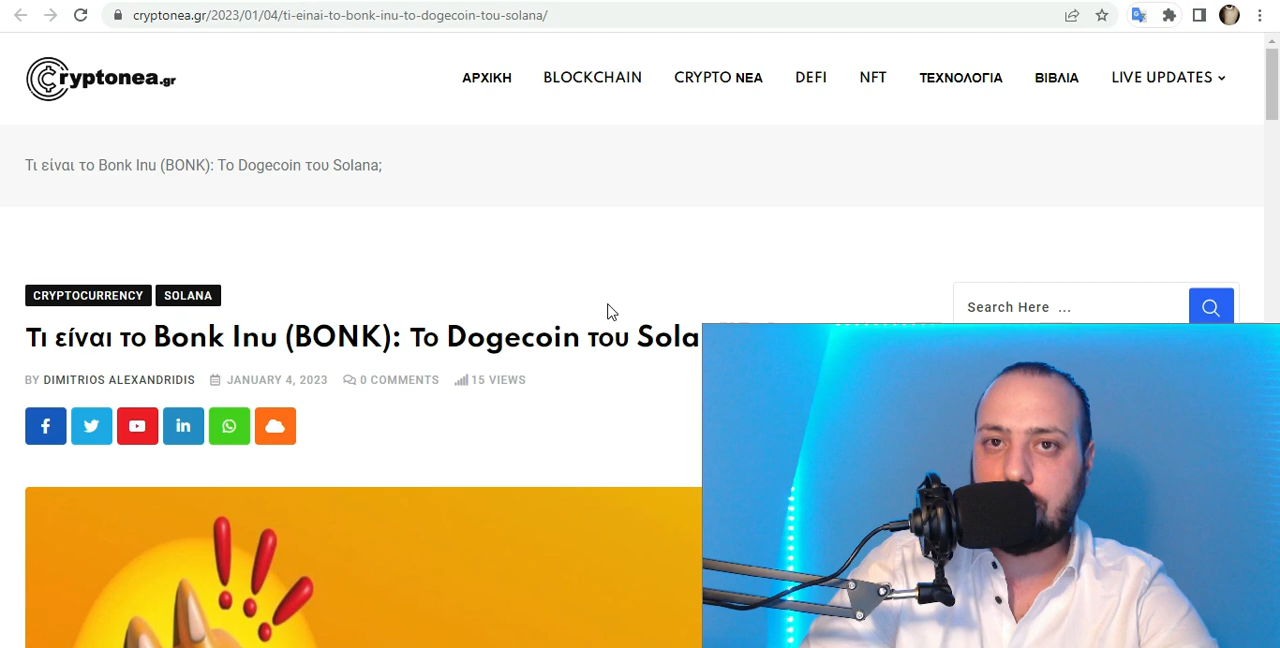 cryptonea.gr/2023/01/04/ti-einai-to-bonk-inu-to-dogecoin-tou-solana/
ryptonea.gr
ΑΡΧΙΚΗ BLOCKCHAIN CRYPTO ΝΕΑ DEFI NFT ΤΕΧΝΟΛΟΓΙΑ ΒΙΒΛΙΑ LIVE UPDATES
Τι είναι το Bonk Inu (BONK): Το Dogecoin του Solana;
CRYPTOCURRENCY SOLANA
Search Here ...
Τι είναι το Bonk Inu (BONK): Το Dogecoin του Sola
BY DIMITRIOS ALEXANDRIDIS JANUARY 4, 2023 0 COMMENTS 15 VIEWS